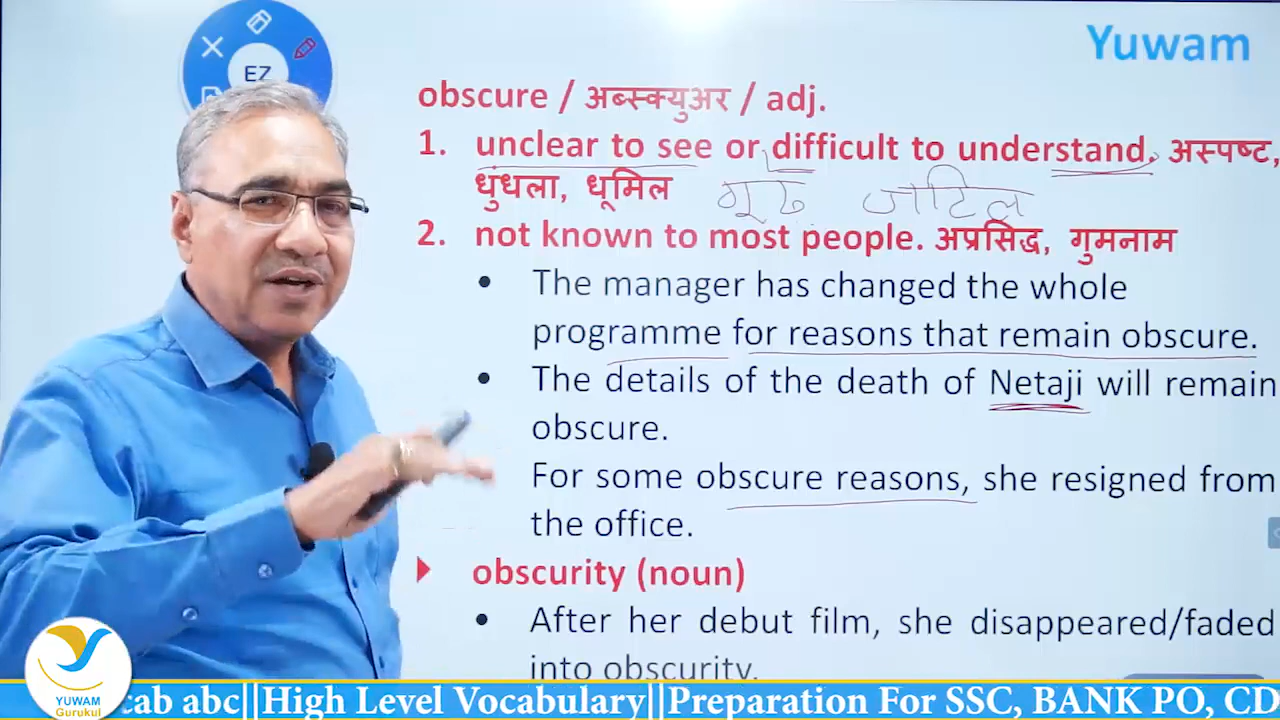 Yuwam
EZ
obscure / अब्स्क्युअर / adj.
1. unclear to see or difficult to understand. अस्पष्ट,
धुंधला, धूमिल गूढ जटिल
2. not known to most people. अप्रसिद्ध, गुमनाम
• The manager has changed the whole
programme for reasons that remain obscure.
• The details of the death of Netaji will remain
obscure.
For some obscure reasons, she resigned from
the office.
obscurity (noun)
• After her debut film, she disappeared/faded
into obscurity.
YUWAM
Gurukul
cab abc||High Level Vocabulary||Preparation For SSC, BANK PO, CD